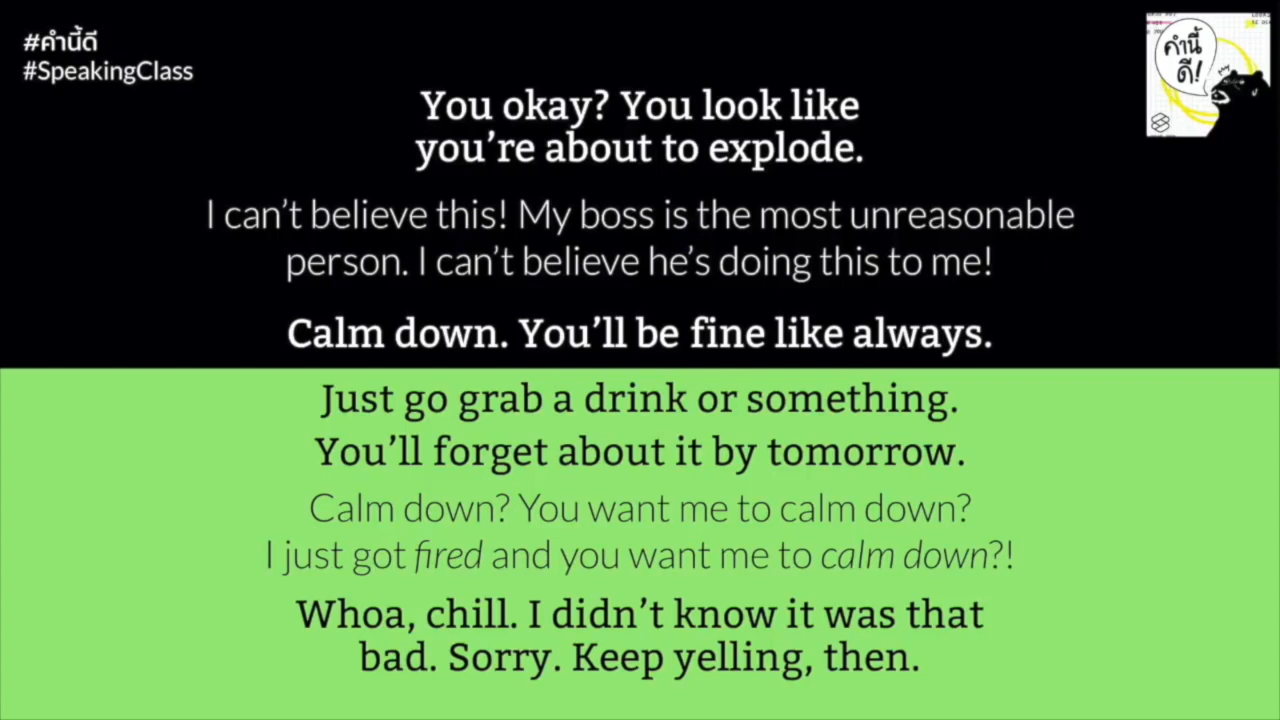 #คำนี้ดี
#SpeakingClass
คำนี้
ดี!
You okay? You look like
you’re about to explode.
I can’t believe this! My boss is the most unreasonable
person. I can’t believe he’s doing this to me!
Calm down. You’ll be fine like always.
Just go grab a drink or something.
You’ll forget about it by tomorrow.
Calm down? You want me to calm down?
I just got fired and you want me to calm down?!
Whoa, chill. I didn’t know it was that
bad. Sorry. Keep yelling, then.